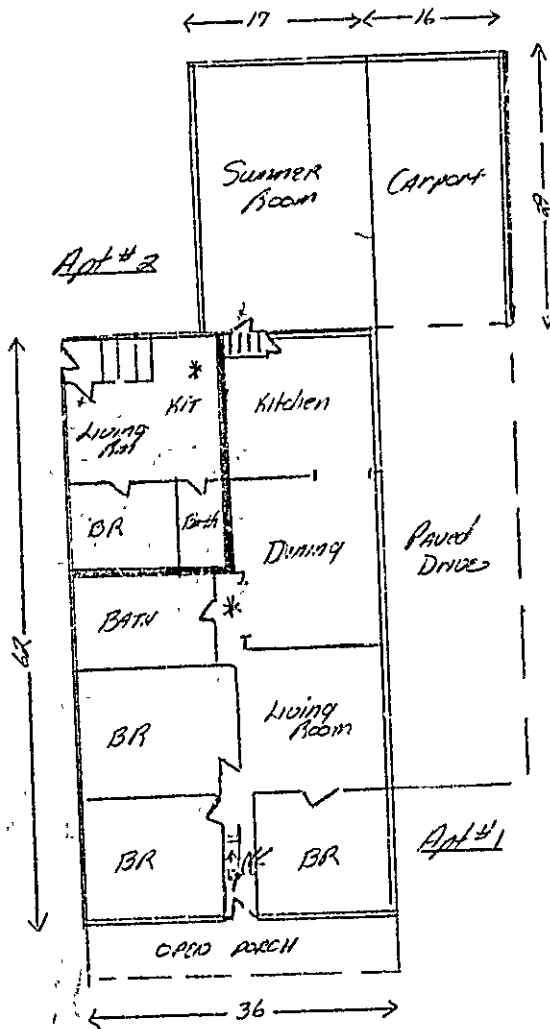 17
16
Summer
Room
Carport
Apt #2
Kit
Kitchen
Living
Rm
BR
Bath
Dining
Paved
Drive
BATH
62
BR
Living
Room
BR
BR
Apt #1
OPEN PORCH
36